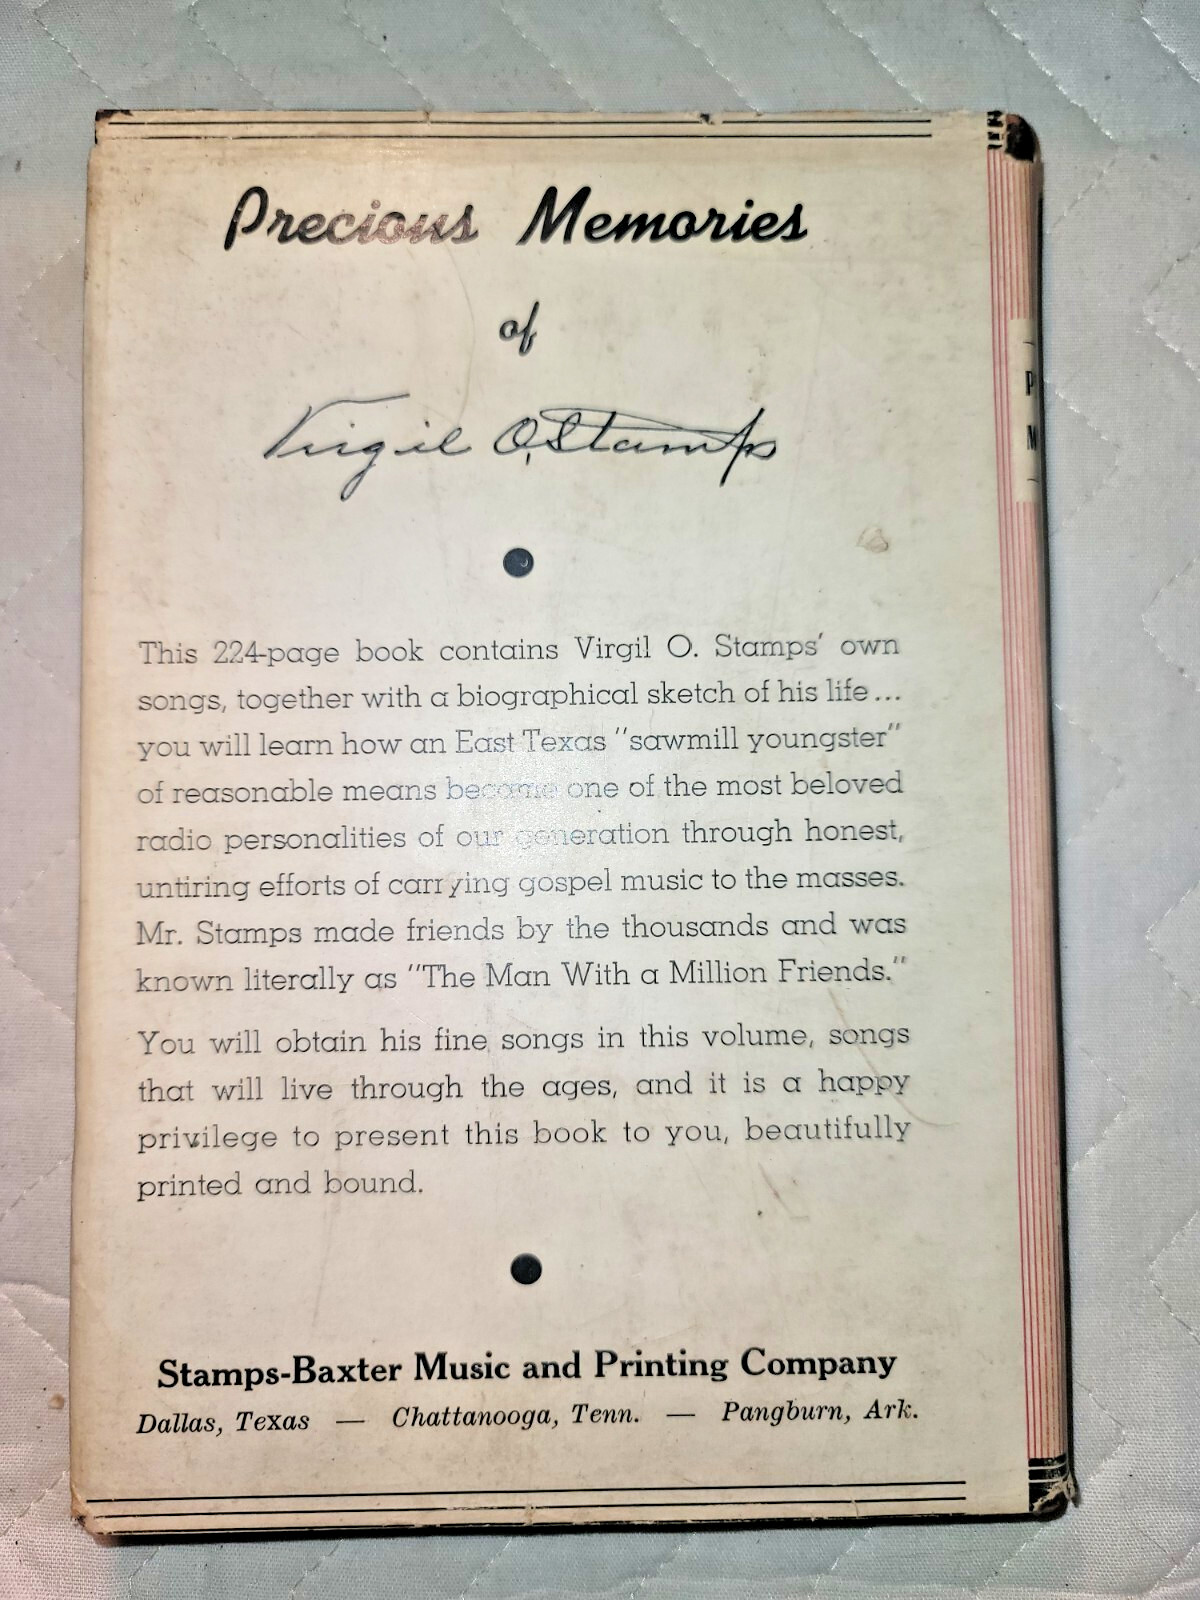 Precious Memories
of
Virgil O. Stamps
This 224-page book contains Virgil O. Stamps' own
songs, together with a biographical sketch of his life...
you will learn how an East Texas "sawmill youngster"
of reasonable means became one of the most beloved
radio personalities of our generation through honest,
untiring efforts of carrying gospel music to the masses.
Mr. Stamps made friends by the thousands and was
known literally as "The Man With a Million Friends."
You will obtain his fine songs in this volume, songs
that will live through the ages, and it is a happy
privilege to present this book to you, beautifully
printed and bound.
Stamps-Baxter Music and Printing Company
Dallas, Texas — Chattanooga, Tenn. — Pangburn, Ark.
P
M